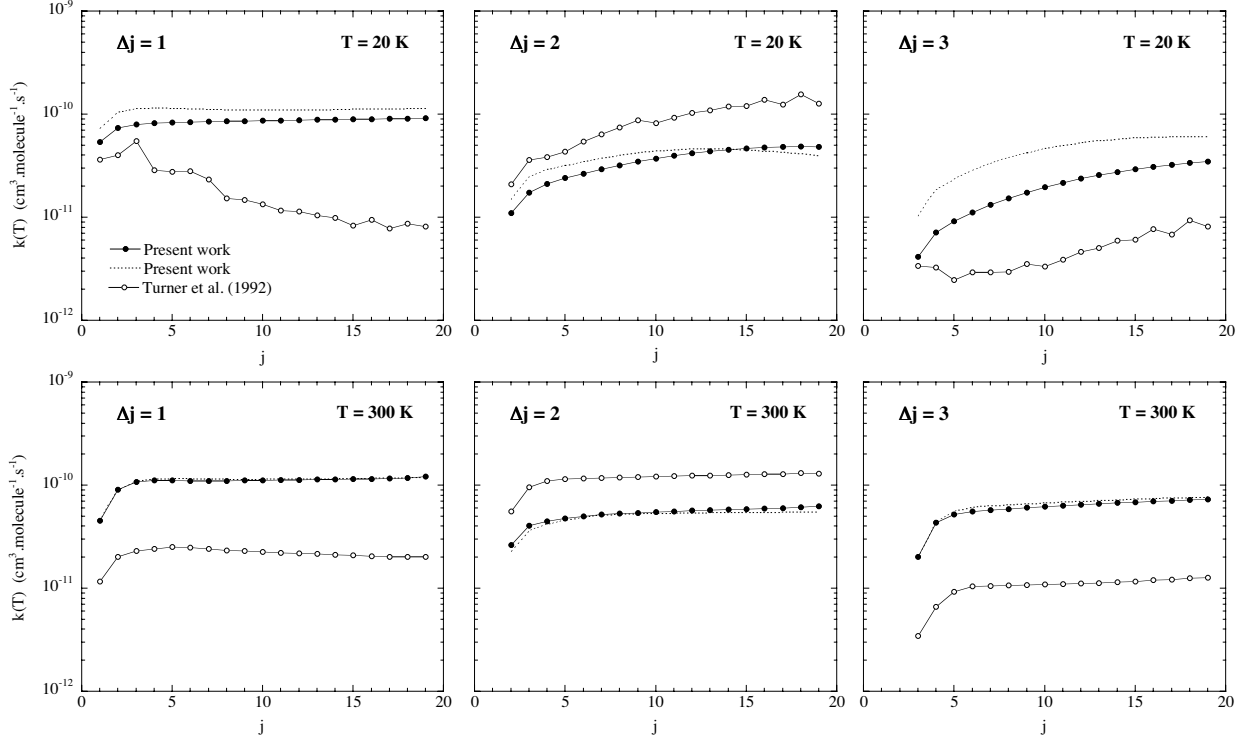 10⁻⁹
10⁻¹⁰
10⁻¹¹
10⁻¹²
k(T) (cm³.molecule⁻¹.s⁻¹)
Δj = 1 T = 20 K
Present work
Present work
Turner et al. (1992)
0 5 10 15 20
j
Δj = 2 T = 20 K
0 5 10 15 20
j
Δj = 3 T = 20 K
0 5 10 15 20
j
10⁻⁹
10⁻¹⁰
10⁻¹¹
10⁻¹²
k(T) (cm³.molecule⁻¹.s⁻¹)
Δj = 1 T = 300 K
0 5 10 15 20
j
Δj = 2 T = 300 K
0 5 10 15 20
j
Δj = 3 T = 300 K
0 5 10 15 20
j